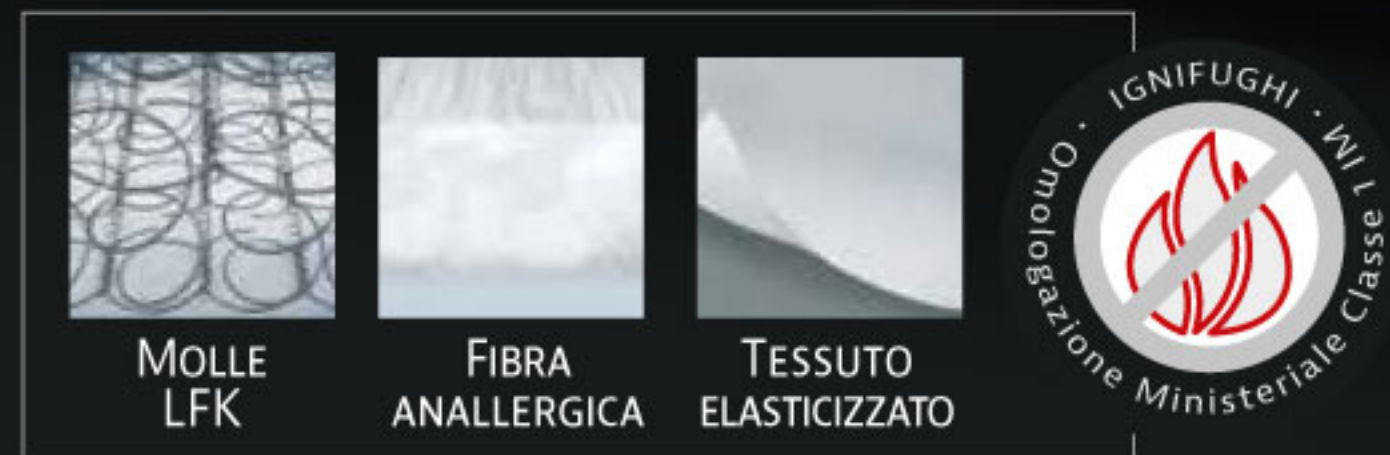 MOLLE
LFK
FIBRA
ANALLERGICA
TESSUTO
ELASTICIZZATO
IGNIFUGHI · Omologazione Ministeriale Classe 1 IM ·